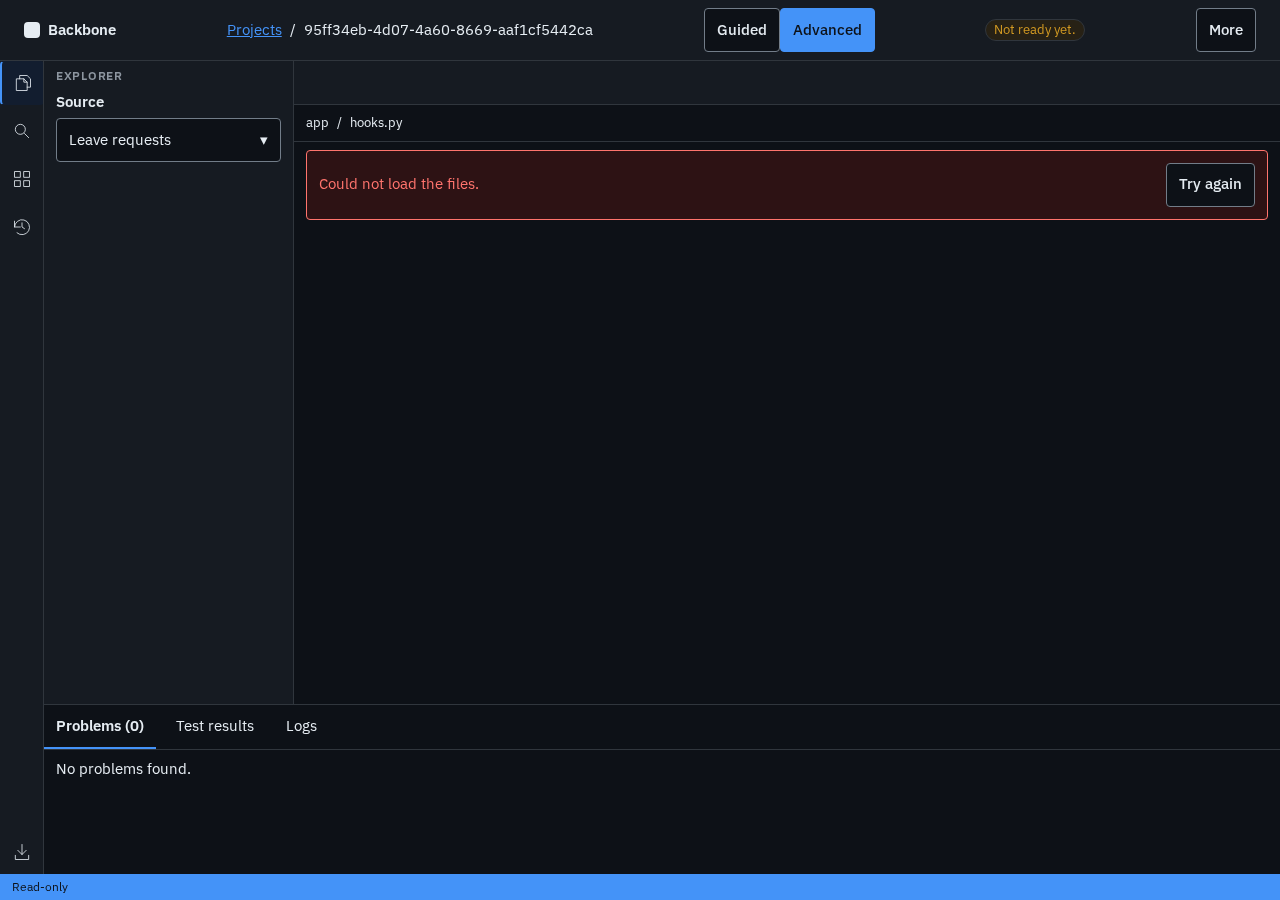 Backbone
Projects / 95ff34eb-4d07-4a60-8669-aaf1cf5442ca
Guided
Advanced
Not ready yet.
More
EXPLORER
Source
Leave requests ▾
app / hooks.py
Could not load the files.
Try again
Problems (0)
Test results
Logs
No problems found.
Read-only